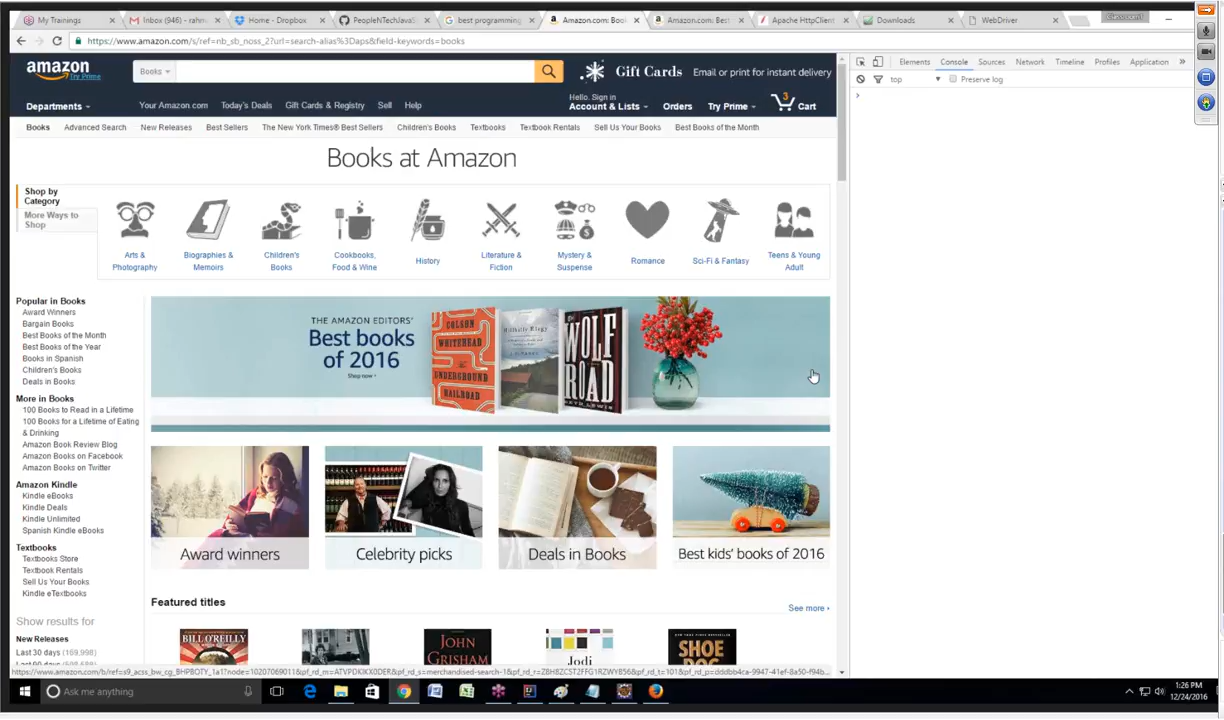 My Trainings
Inbox (946) - rahm
Home - Dropbox
PeopleNTechJavaS
best programming
Amazon.com: Boo
Amazon.com: Bes
Apache HttpClient
Downloads
WebDriver
https://www.amazon.com/s/ref=nb_sb_noss_2?url=search-alias%3Daps&field-keywords=books
Elements Console Sources Network Timeline Profiles Application »
top
Preserve log
amazon
Try Prime
Books
Gift Cards
Email or print for instant delivery
Departments
Your Amazon.com Today's Deals Gift Cards & Registry Sell Help
Hello. Sign in
Account & Lists
Orders
Try Prime
3
Cart
Books Advanced Search New Releases Best Sellers The New York Times® Best Sellers Children's Books Textbooks Textbook Rentals Sell Us Your Books Best Books of the Month
Books at Amazon
Shop by
Category
More Ways to
Shop
Arts &
Photography
Biographies &
Memoirs
Children's
Books
Cookbooks,
Food & Wine
History
Literature &
Fiction
Mystery &
Suspense
Romance
Sci-Fi & Fantasy
Teens & Young
Adult
Popular in Books
Award Winners
Bargain Books
Best Books of the Month
Best Books of the Year
Books in Spanish
Children's Books
Deals in Books
More in Books
100 Books to Read in a Lifetime
100 Books for a Lifetime of Eating
& Drinking
Amazon Book Review Blog
Amazon Books on Facebook
Amazon Books on Twitter
Amazon Kindle
Kindle eBooks
Kindle Deals
Kindle Unlimited
Spanish Kindle eBooks
Textbooks
Textbooks Store
Textbook Rentals
Sell Us Your Books
Kindle eTextbooks
Show results for
New Releases
Last 30 days (169,998)
THE AMAZON EDITORS'
Best books
of 2016
Shop now ›
COLSON
WHITEHEAD
UNDERGROUND
RAILROAD
Hillbilly Elegy
THE
WOLF
ROAD
BETH LEWIS
Award winners
Celebrity picks
Deals in Books
Best kids' books of 2016
Featured titles
See more ›
BILL O'REILLY
JOHN
GRISHAM
Jodi
SHOE
Ask me anything
1:26 PM
12/24/2016